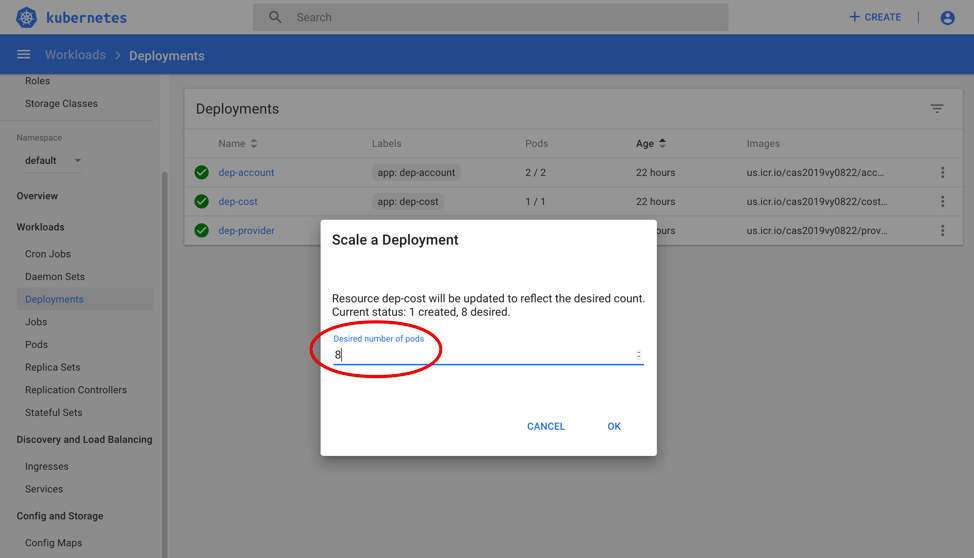 kubernetes
Search
CREATE
Workloads > Deployments
Roles
Storage Classes
Namespace
default
Overview
Workloads
Cron Jobs
Daemon Sets
Deployments
Jobs
Pods
Replica Sets
Replication Controllers
Stateful Sets
Discovery and Load Balancing
Ingresses
Services
Config and Storage
Config Maps
Deployments
Name Labels Pods Age Images
dep-account app: dep-account 2 / 2 22 hours us.icr.io/cas2019vy0822/acc...
dep-cost app: dep-cost 1 / 1 22 hours us.icr.io/cas2019vy0822/cost...
dep-provider us.icr.io/cas2019vy0822/prov...
Scale a Deployment
Resource dep-cost will be updated to reflect the desired count.
Current status: 1 created, 8 desired.
Desired number of pods
8
CANCEL OK